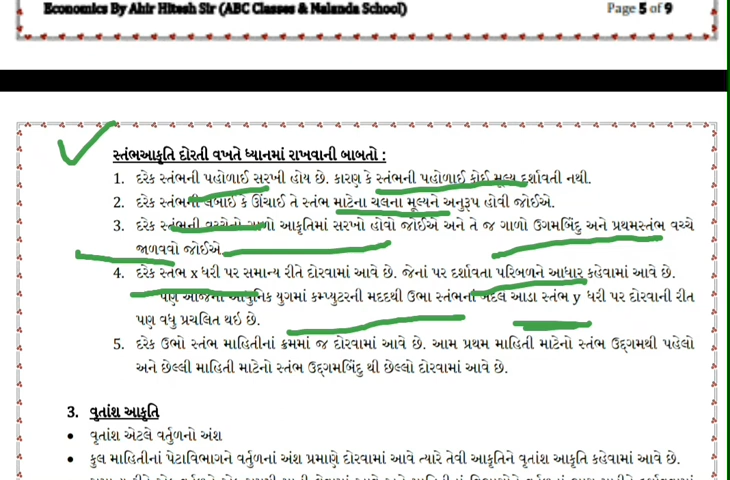 Economics By Ahir Hitesh Sir (ABC Classes & Nalanda School) Page 5 of 9
સ્તંભઆકૃતિ દોરતી વખતે ધ્યાનમાં રાખવાની બાબતો :
1. દરેક સ્તંભની પહોળાઈ સરખી હોય છે. કારણ કે સ્તંભની પહોળાઈ કોઈ મૂલ્ય દર્શાવતી નથી.
2. દરેક સ્તંભની લંબાઈ કે ઊંચાઈ તે સ્તંભ માટેના ચલના મૂલ્યને અનુરૂપ હોવી જોઈએ.
3. દરેક સ્તંભની વચ્ચેનો ગાળો આકૃતિમાં સરખો હોવો જોઈએ અને તે જ ગાળો ઉગમબિંદુ અને પ્રથમસ્તંભ વચ્ચે
જાળવવો જોઈએ.
4. દરેક સ્તંભ x ધરી પર સમાન્ય રીતે દોરવામાં આવે છે. જેનાં પર દર્શાવતા પરિબળને આધાર કહેવામાં આવે છે.
પણ આજના આધુનિક યુગમાં કમ્પ્યુટરની મદદથી ઉભા સ્તંભનાં બદલે આડા સ્તંભ y ધરી પર દોરવાની રીત
પણ વધુ પ્રચલિત થઈ છે.
5. દરેક ઉભો સ્તંભ માહિતીનાં ક્રમમાં જ દોરવામાં આવે છે. આમ પ્રથમ માહિતી માટેનો સ્તંભ ઉદ્દગમથી પહેલો
અને છેલ્લી માહિતી માટેનો સ્તંભ ઉદ્દગમબિંદુ થી છેલ્લો દોરવામાં આવે છે.
3. વૃતાંશ આકૃતિ
• વૃતાંશ એટલે વર્તુળનો અંશ
• કુલ માહિતીનાં પેટાવિભાગને વર્તુળનાં અંશ પ્રમાણે દોરવામાં આવે ત્યારે તેવી આકૃતિને વૃતાંશ આકૃતિ કહેવામાં આવે છે.